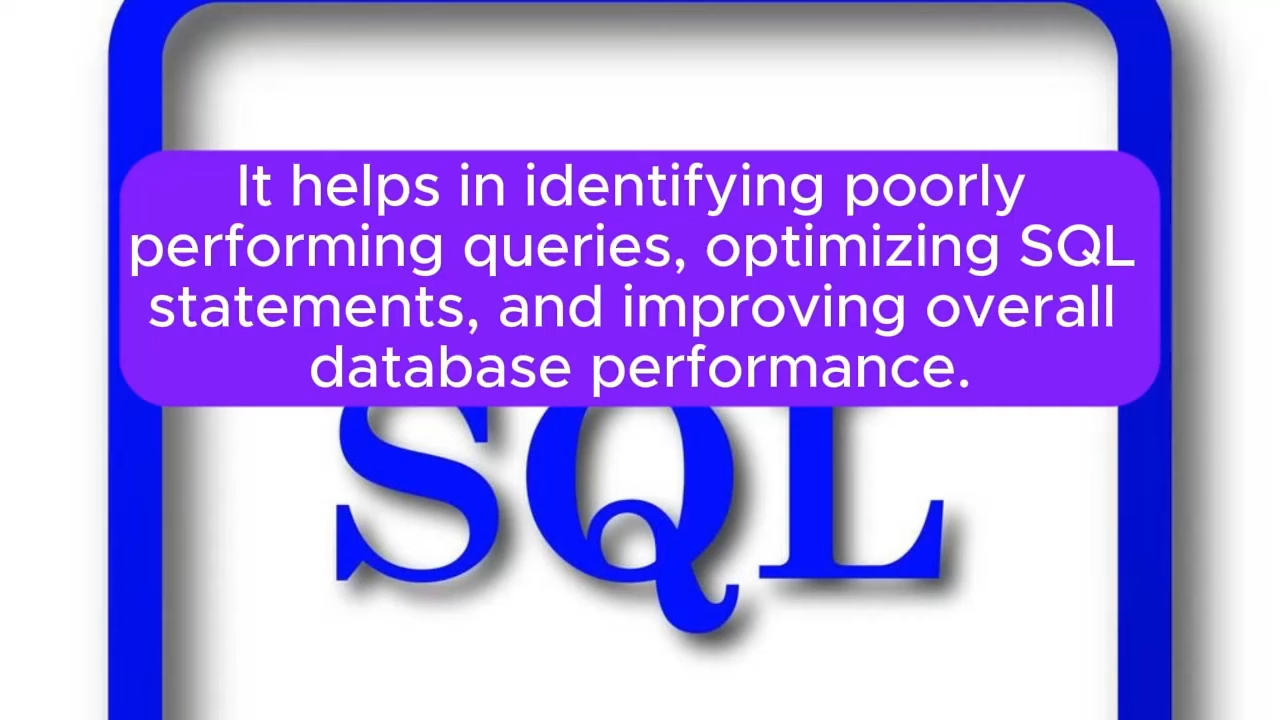 It helps in identifying poorly
performing queries, optimizing SQL
statements, and improving overall
database performance.
SQL